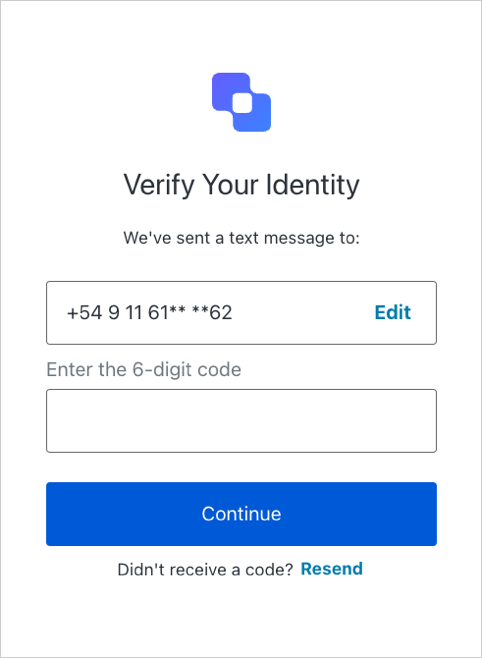 Verify Your Identity
We've sent a text message to:
+54 9 11 61** **62 Edit
Enter the 6-digit code
Continue
Didn't receive a code? Resend